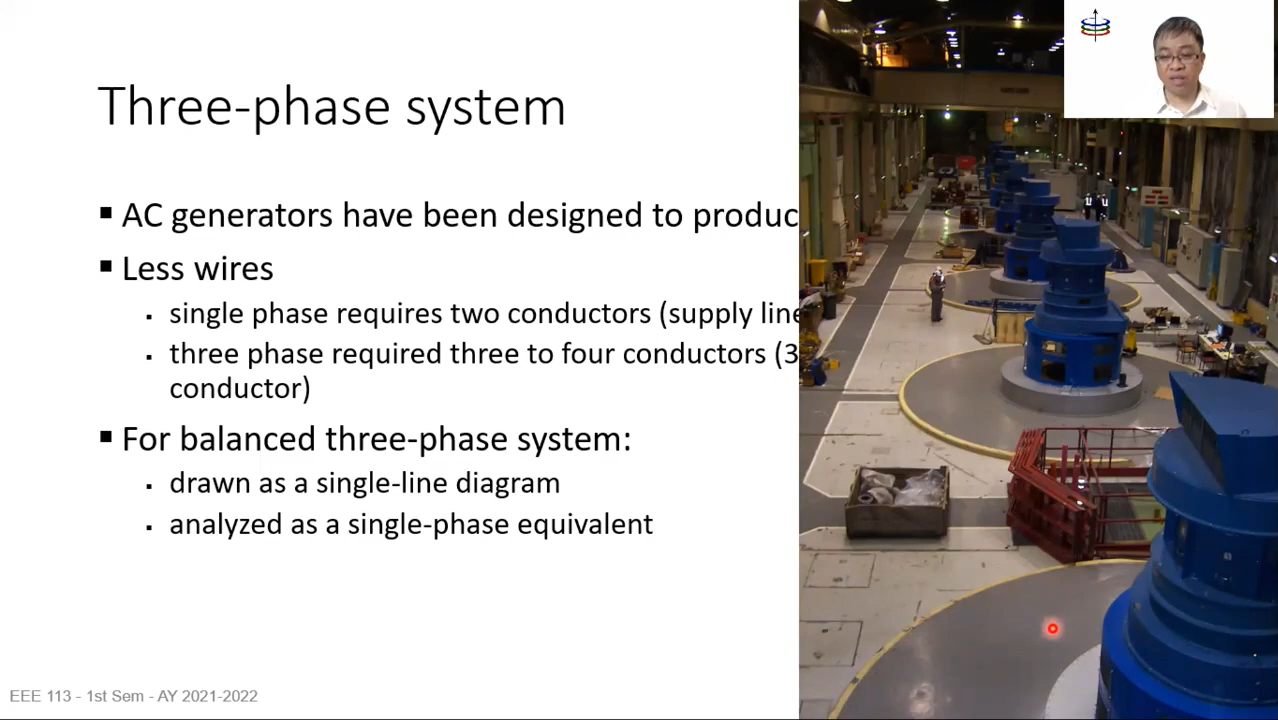 Three-phase system
▪ AC generators have been designed to produc
▪ Less wires
▪ single phase requires two conductors (supply line
▪ three phase required three to four conductors (3
conductor)
▪ For balanced three-phase system:
▪ drawn as a single-line diagram
▪ analyzed as a single-phase equivalent
EEE 113 - 1st Sem - AY 2021-2022